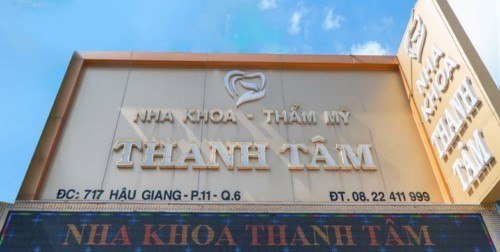 NHA KHOA - THẨM MỸ
THANH TÂM
ĐC: 717 HẬU GIANG - P.11 - Q.6
ĐT. 08.22 411 999
NHA KHOA THANH TÂM
NHA KHOA
THANH
TÂM